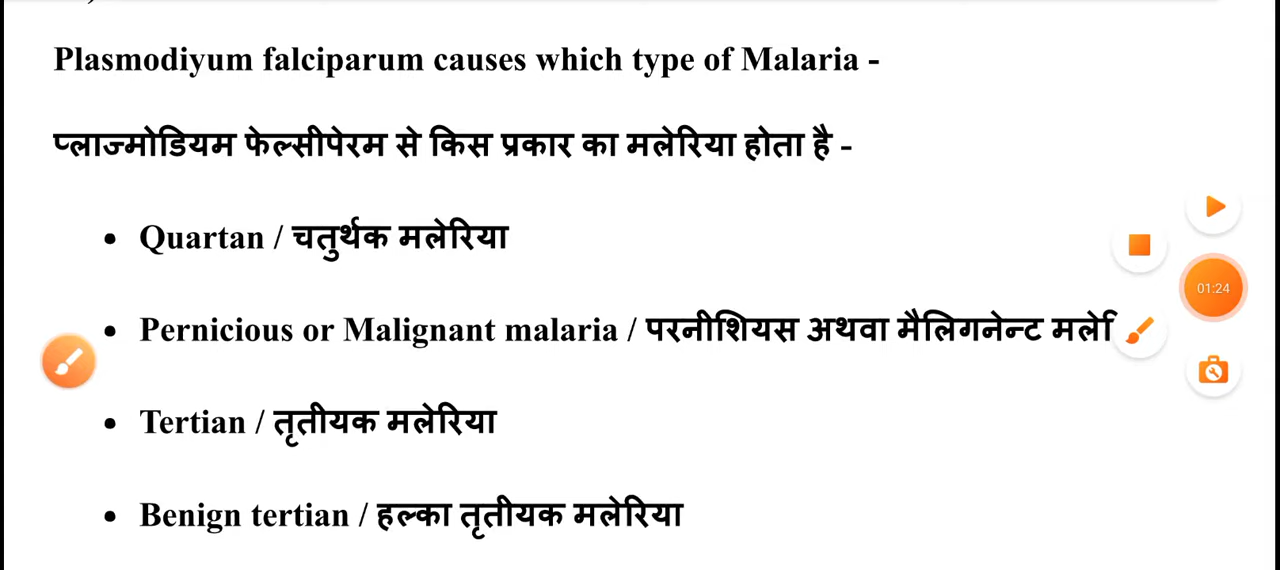 Plasmodiyum falciparum causes which type of Malaria -
प्लाज्मोडियम फेल्सीपेरम से किस प्रकार का मलेरिया होता है -
• Quartan / चतुर्थक मलेरिया
• Pernicious or Malignant malaria / परनीशियस अथवा मैलिगनेन्ट
01:24
• Tertian / तृतीयक मलेरिया
• Benign tertian / हल्का तृतीयक मलेरिया